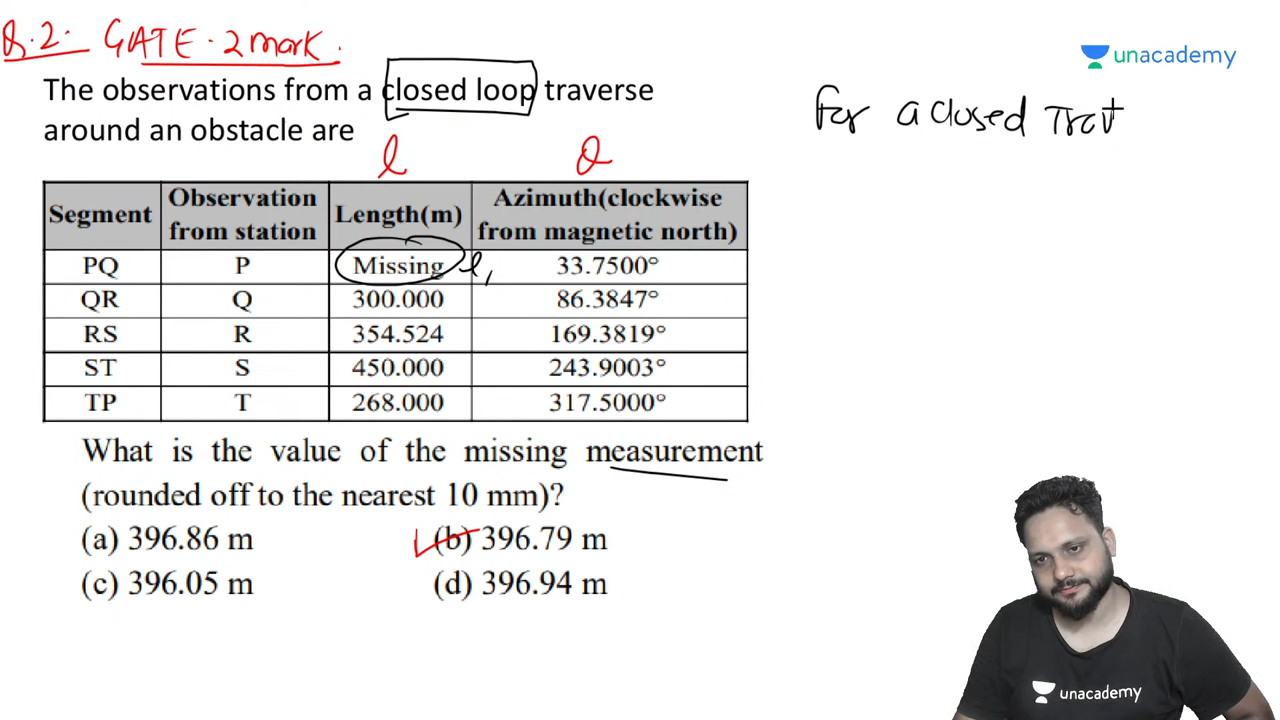 Q.2. GATE. 2 mark.
unacademy
The observations from a closed loop traverse
around an obstacle are
For a closed Trat
l θ
Segment Observation from station Length(m) Azimuth(clockwise from magnetic north)
PQ P Missing l1 33.7500°
QR Q 300.000 86.3847°
RS R 354.524 169.3819°
ST S 450.000 243.9003°
TP T 268.000 317.5000°
What is the value of the missing measurement
(rounded off to the nearest 10 mm)?
(a) 396.86 m (b) 396.79 m
(c) 396.05 m (d) 396.94 m
unacademy